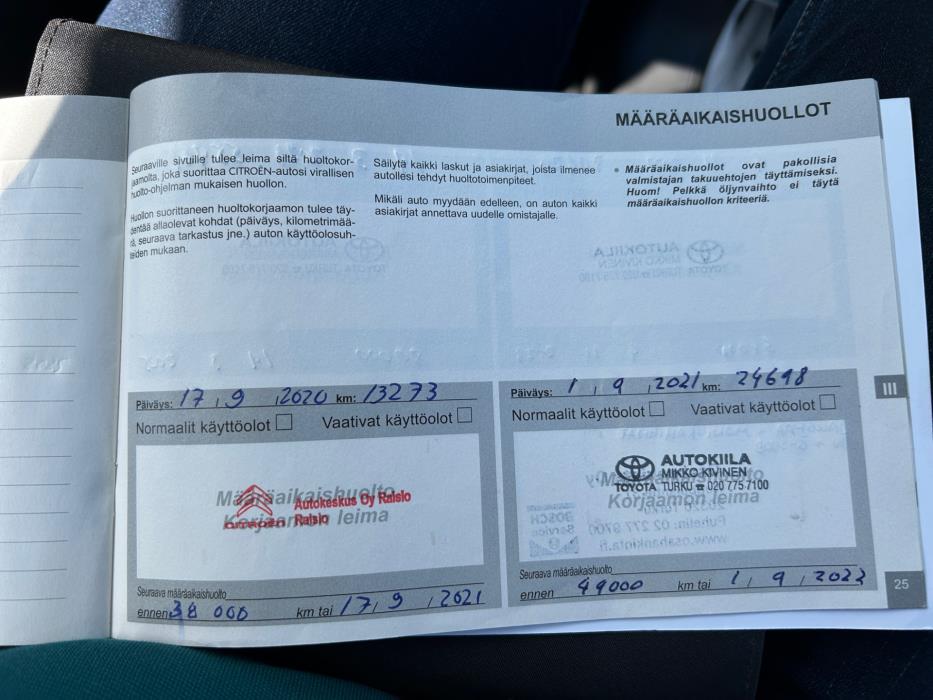 MÄÄRÄAIKAISHUOLLOT
Seuraaville sivuille tulee leima siltä huoltokor-
jaamolta, joka suorittaa CITROËN-autosi virallisen
huolto-ohjelman mukaisen huollon.
Huollon suorittaneen huoltokorjaamon tulee täy-
dentää allaolevat kohdat (päiväys, kilometrimää-
rä, seuraava tarkastus jne.) auton käyttöolosuh-
teiden mukaan.
Säilytä kaikki laskut ja asiakirjat, joista ilmenee
autollesi tehdyt huoltotoimenpiteet.
Mikäli auto myydään edelleen, on auton kaikki
asiakirjat annettava uudelle omistajalle.
• Määräaikaishuollot ovat pakollisia
valmistajan takuuehtojen täyttämiseksi.
Huom! Pelkkä öljynvaihto ei täytä
määräaikaishuollon kriteeriä.
Päiväys: 17, 9, 2020 km: 13273
Normaalit käyttöolot Vaativat käyttöolot
Määräaikaishuolto
Korjaamon leima
CITROËN
Autokeskus Oy Raisio
Raisio
Seuraava määräaikaishuolto
ennen 38 000 km tai 17, 9, 2021
Päiväys: 1, 9, 2021 km: 24698
Normaalit käyttöolot Vaativat käyttöolot
AUTOKIILA
MIKKO KIVINEN
TOYOTA TURKU ☎ 020 775 7100
Korjaamon leima
Seuraava määräaikaishuolto
ennen 49000 km tai 1, 9, 2022
III
25